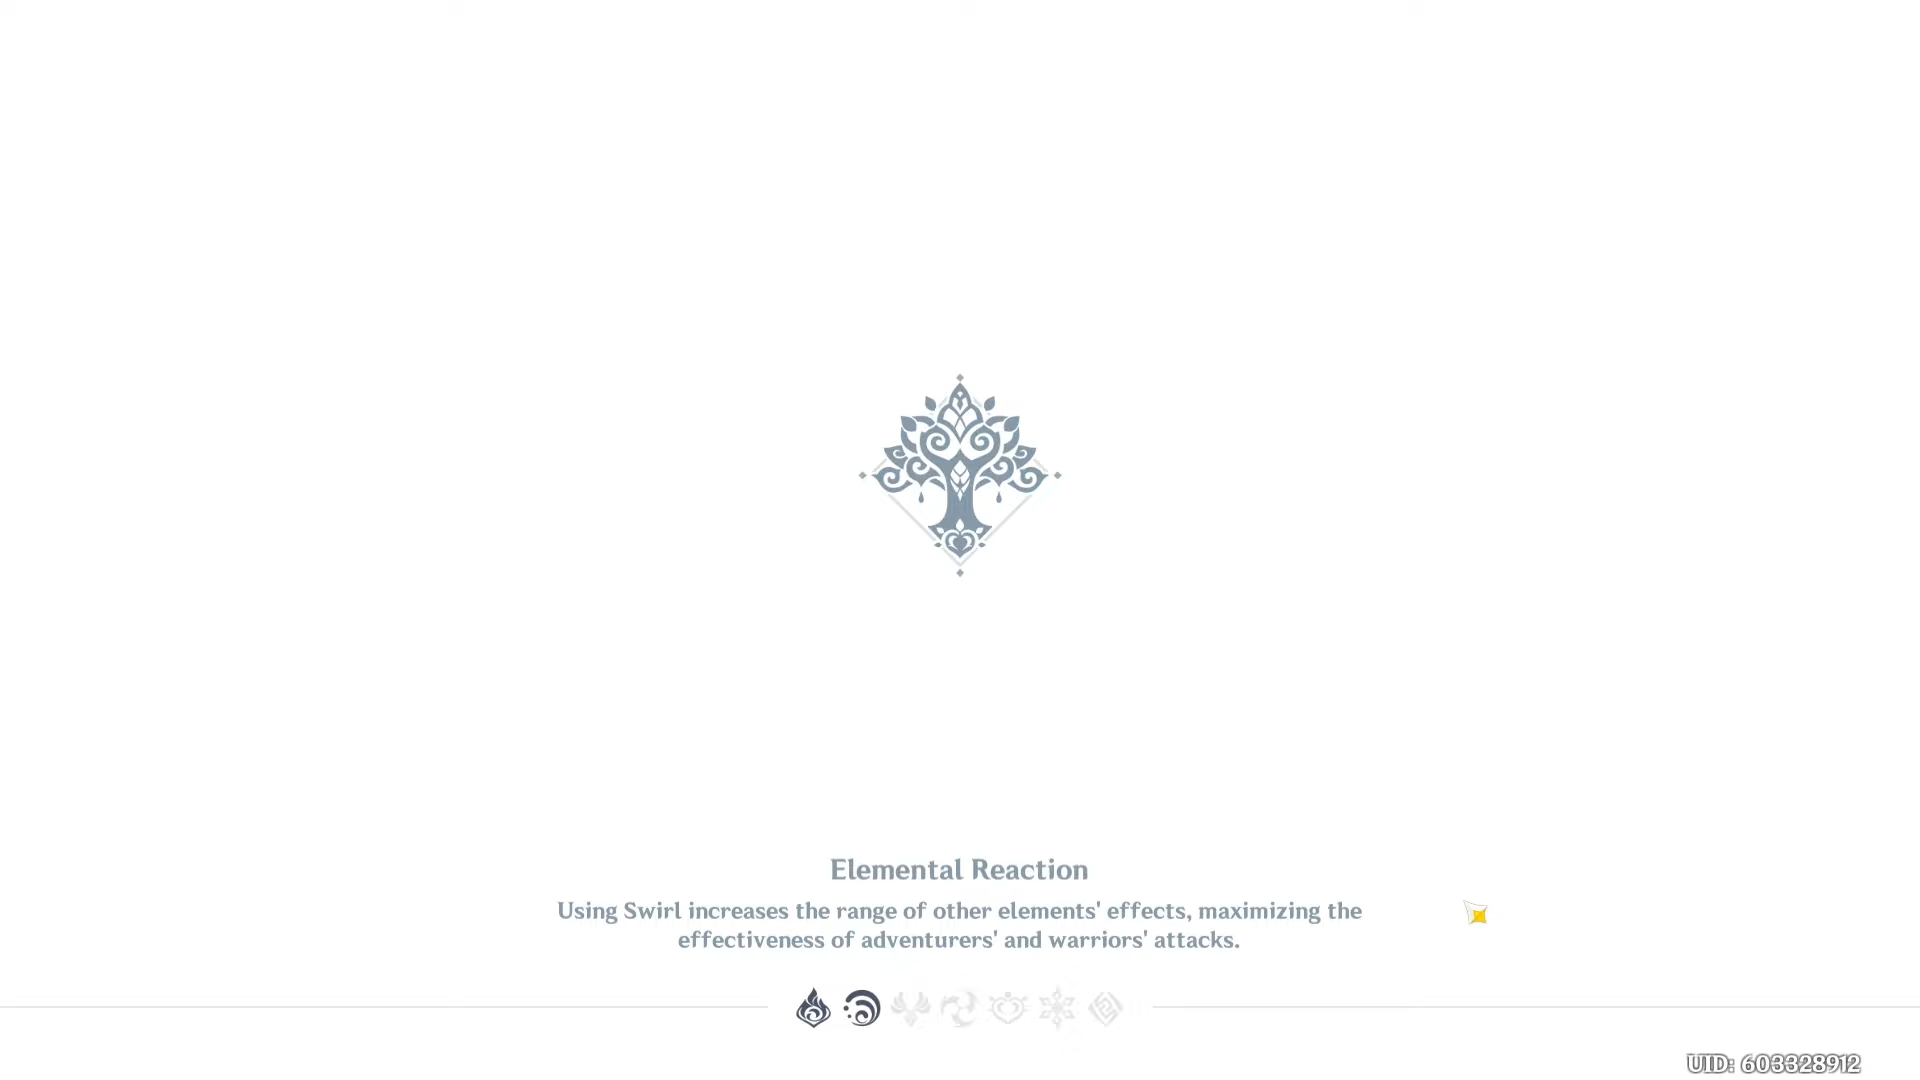 Elemental Reaction
Using Swirl increases the range of other elements' effects, maximizing the
effectiveness of adventurers' and warriors' attacks.
UID: 603328912